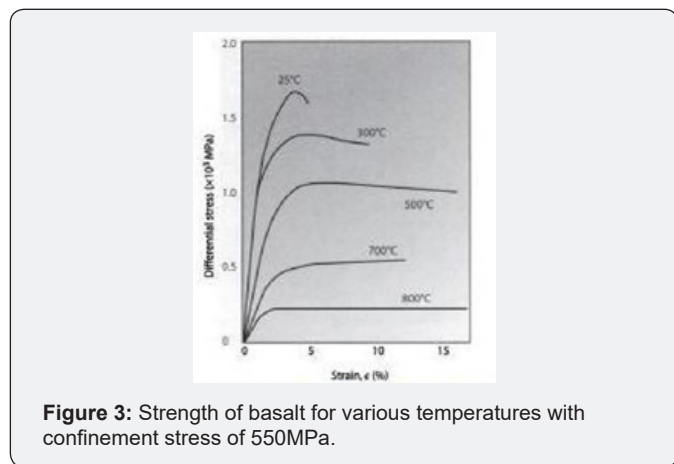 2.0
1.5
1.0
0.5
0
Differential stress (×10³ MPa)
25°C
300°C
500°C
700°C
800°C
0 5 10 15
Strain, e (%)
Figure 3: Strength of basalt for various temperatures with
confinement stress of 550MPa.